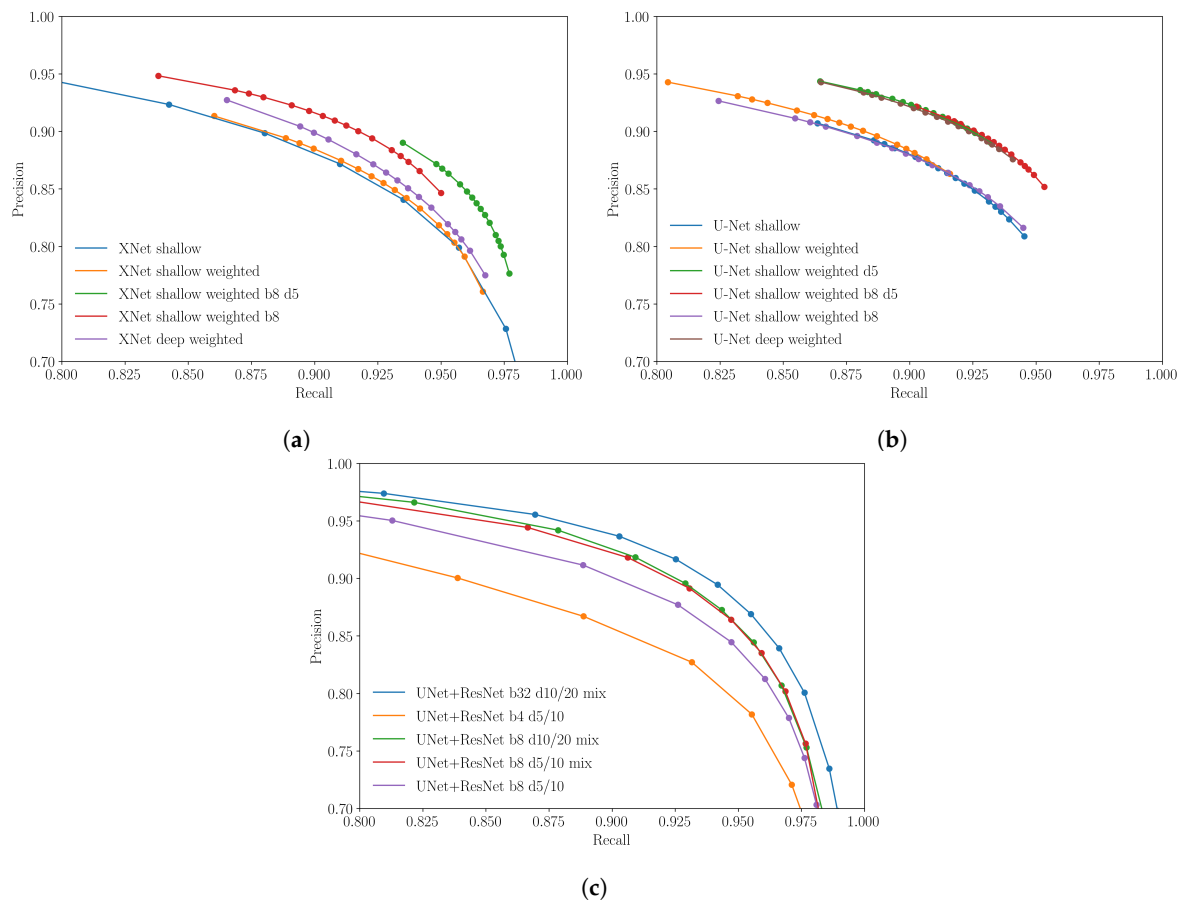 1.00
0.95
0.90
0.85
0.80
0.75
0.70
Precision
XNet shallow
XNet shallow weighted
XNet shallow weighted b8 d5
XNet shallow weighted b8
XNet deep weighted
0.800 0.825 0.850 0.875 0.900 0.925 0.950 0.975 1.000
Recall
(a)
1.00
0.95
0.90
0.85
0.80
0.75
0.70
Precision
U-Net shallow
U-Net shallow weighted
U-Net shallow weighted d5
U-Net shallow weighted b8 d5
U-Net shallow weighted b8
U-Net deep weighted
0.800 0.825 0.850 0.875 0.900 0.925 0.950 0.975 1.000
Recall
(b)
1.00
0.95
0.90
0.85
0.80
0.75
0.70
Precision
UNet+ResNet b32 d10/20 mix
UNet+ResNet b4 d5/10
UNet+ResNet b8 d10/20 mix
UNet+ResNet b8 d5/10 mix
UNet+ResNet b8 d5/10
0.800 0.825 0.850 0.875 0.900 0.925 0.950 0.975 1.000
Recall
(c)